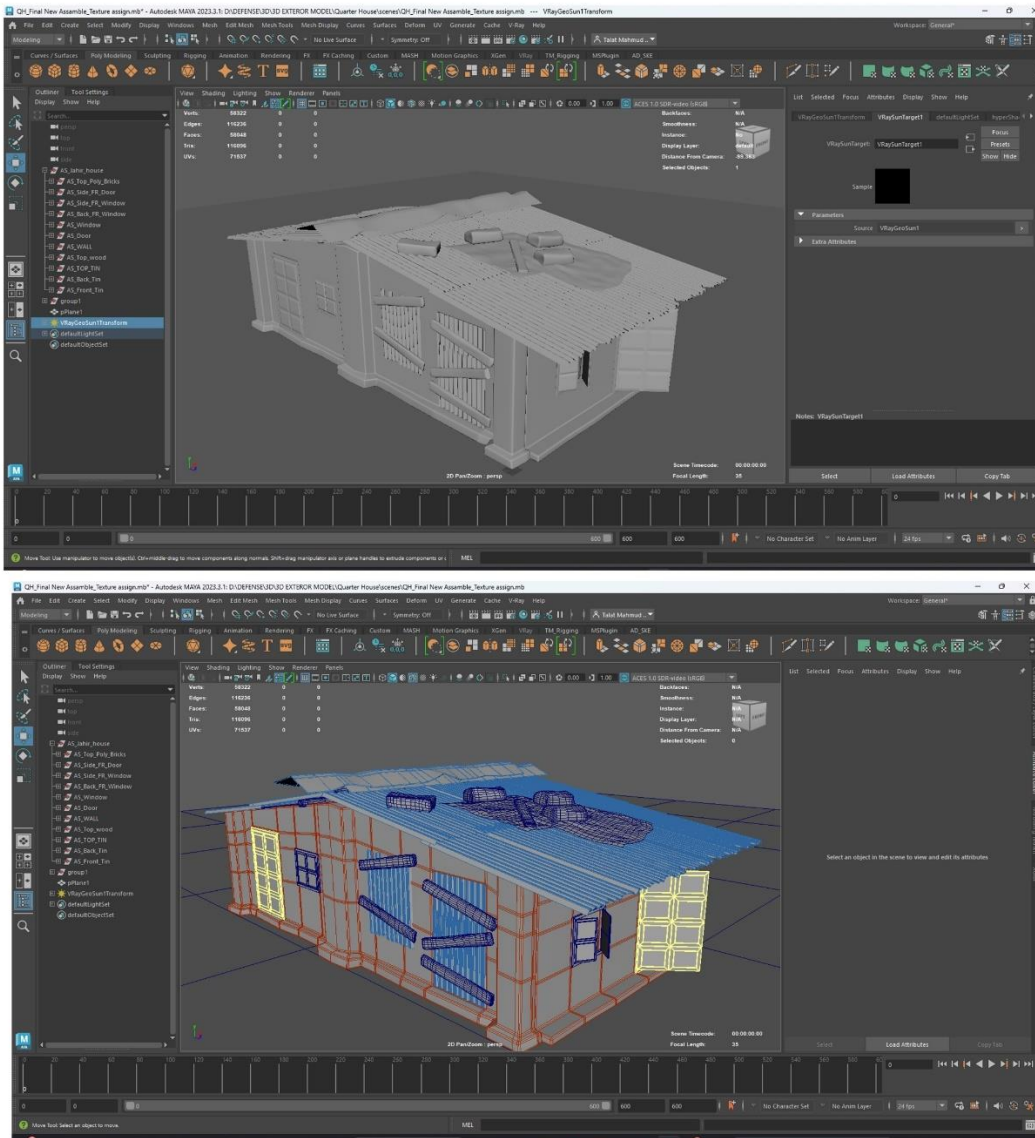 QH_Final New Assamble_Texture assign.mb* - Autodesk MAYA 2023.3.1: D:\DEFENSE\3D\3D EXTEROR MODEL\Quarter House\scenes\QH_Final New Assamble_Texture assign.mb --- VRayGeoSun1Transform
File Edit Create Select Modify Display Windows Mesh Edit Mesh Mesh Tools Mesh Display Curves Surfaces Deform UV Generate Cache V-Ray Help
Workspace: General*
Modeling No Live Surface Symmetry: Off Talat Mahmud...
Curves / Surfaces Poly Modeling Sculpting Rigging Animation Rendering FX FX Caching Custom MASH Motion Graphics XGen VRay TM_Rigging MSPlugin AD_SKE
Outliner Tool Settings
Display Show Help
Search...
persp
top
front
side
AS_Jahir_house
AS_Top_Poly_Bricks
AS_Side_FR_Door
AS_Side_FR_Window
AS_Back_FR_Window
AS_Window
AS_Door
AS_WALL
AS_Top_wood
AS_TOP_TIN
AS_Back_Tin
AS_Front_Tin
group1
pPlane1
VRayGeoSun1Transform
defaultLightSet
defaultObjectSet
View Shading Lighting Show Renderer Panels
0.00 1.00 ACES 1.0 SDR-video (sRGB)
Verts: 58322 0 0
Edges: 116236 0 0
Faces: 58048 0 0
Tris: 116096 0 0
UVs: 71537 0 0
Backfaces: N/A
Smoothness: N/A
Instance: No
Display Layer: default
Distance From Camera: 
Selected Objects: 1
2D Pan/Zoom : persp
Scene Timecode: 00:00:00:00
Focal Length: 35
List Selected Focus Attributes Display Show Help
VRayGeoSun1Transform VRaySunTarget1 defaultLightSet
VRaySunTarget: VRaySunTarget1
Focus
Presets
Show Hide
Sample
Parameters
Source VRayGeoSun1
Extra Attributes
Notes: VRaySunTarget1
Select Load Attributes Copy Tab
0 0 0 600 600 600 No Character Set No Anim Layer 24 fps
Move Tool: Use manipulator to move object(s). Ctrl+middle-drag to move components along normals. Shift+drag manipulator axis or plane handles to extrude components or
MEL
QH_Final New Assamble_Texture assign.mb* - Autodesk MAYA 2023.3.1: D:\DEFENSE\3D\3D EXTEROR MODEL\Quarter House\scenes\QH_Final New Assamble_Texture assign.mb
File Edit Create Select Modify Display Windows Mesh Edit Mesh Mesh Tools Mesh Display Curves Surfaces Deform UV Generate Cache V-Ray Help
Workspace: General*
Modeling No Live Surface Symmetry: Off Talat Mahmud...
Curves / Surfaces Poly Modeling Sculpting Rigging Animation Rendering FX FX Caching Custom MASH Motion Graphics XGen VRay TM_Rigging MSPlugin AD_SKE
Outliner Tool Settings
Display Show Help
Search...
persp
top
front
side
AS_Jahir_house
AS_Top_Poly_Bricks
AS_Side_FR_Door
AS_Side_FR_Window
AS_Back_FR_Window
AS_Window
AS_Door
AS_WALL
AS_Top_wood
AS_TOP_TIN
AS_Back_Tin
AS_Front_Tin
group1
pPlane1
VRayGeoSun1Transform
defaultLightSet
defaultObjectSet
View Shading Lighting Show Renderer Panels
0.00 1.00 ACES 1.0 SDR-video (sRGB)
Verts: 58322 0 0
Edges: 116236 0 0
Faces: 58048 0 0
Tris: 116096 0 0
UVs: 71537 0 0
Backfaces: N/A
Smoothness: N/A
Instance: N/A
Display Layer: N/A
Distance From Camera: N/A
Selected Objects: 0
2D Pan/Zoom : persp
Scene Timecode: 00:00:00:00
Focal Length: 35
List Selected Focus Attributes Display Show Help
Select an object in the scene to view and edit its attributes
Select Load Attributes Copy Tab
0 0 0 600 600 600 No Character Set No Anim Layer 24 fps
Move Tool: Select an object to move.
MEL